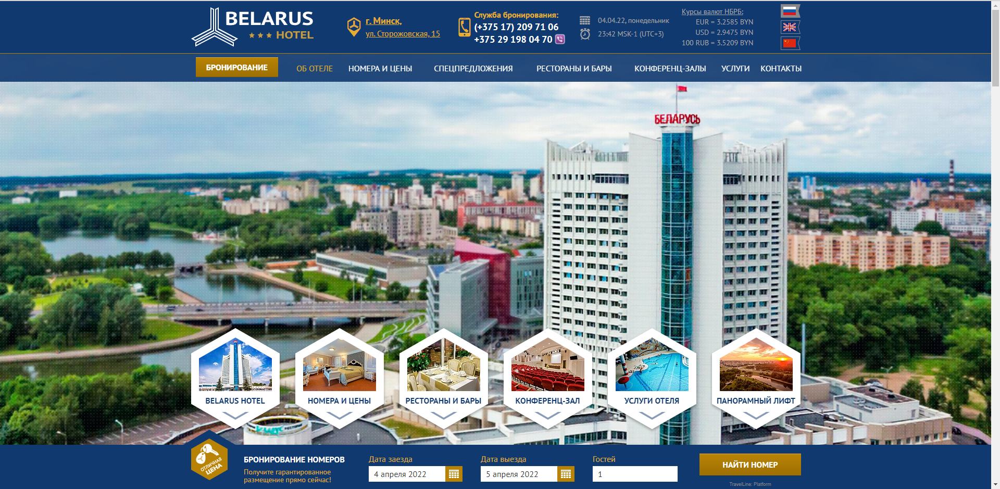 BELARUS
HOTEL
г. Минск,
ул. Сторожовская, 15
Служба бронирования:
(+375 17) 209 71 06
+375 29 198 04 70
04.04.22, понедельник
23:42 MSK-1 (UTC+3)
Курсы валют НБРБ:
EUR = 3.2585 BYN
USD = 2.9475 BYN
100 RUB = 3.5209 BYN
БРОНИРОВАНИЕ
ОБ ОТЕЛЕ
НОМЕРА И ЦЕНЫ
СПЕЦПРЕДЛОЖЕНИЯ
РЕСТОРАНЫ И БАРЫ
КОНФЕРЕНЦ-ЗАЛЫ
УСЛУГИ
КОНТАКТЫ
БЕЛАРУСЬ
BELARUS HOTEL
НОМЕРА И ЦЕНЫ
РЕСТОРАНЫ И БАРЫ
КОНФЕРЕНЦ-ЗАЛ
УСЛУГИ ОТЕЛЯ
ПАНОРАМНЫЙ ЛИФТ
ОТЛИЧНАЯ
ЦЕНА
БРОНИРОВАНИЕ НОМЕРОВ
Получите гарантированное
размещение прямо сейчас!
Дата заезда
4 апреля 2022
Дата выезда
5 апреля 2022
Гостей
1
НАЙТИ НОМЕР
TravelLine: Platform